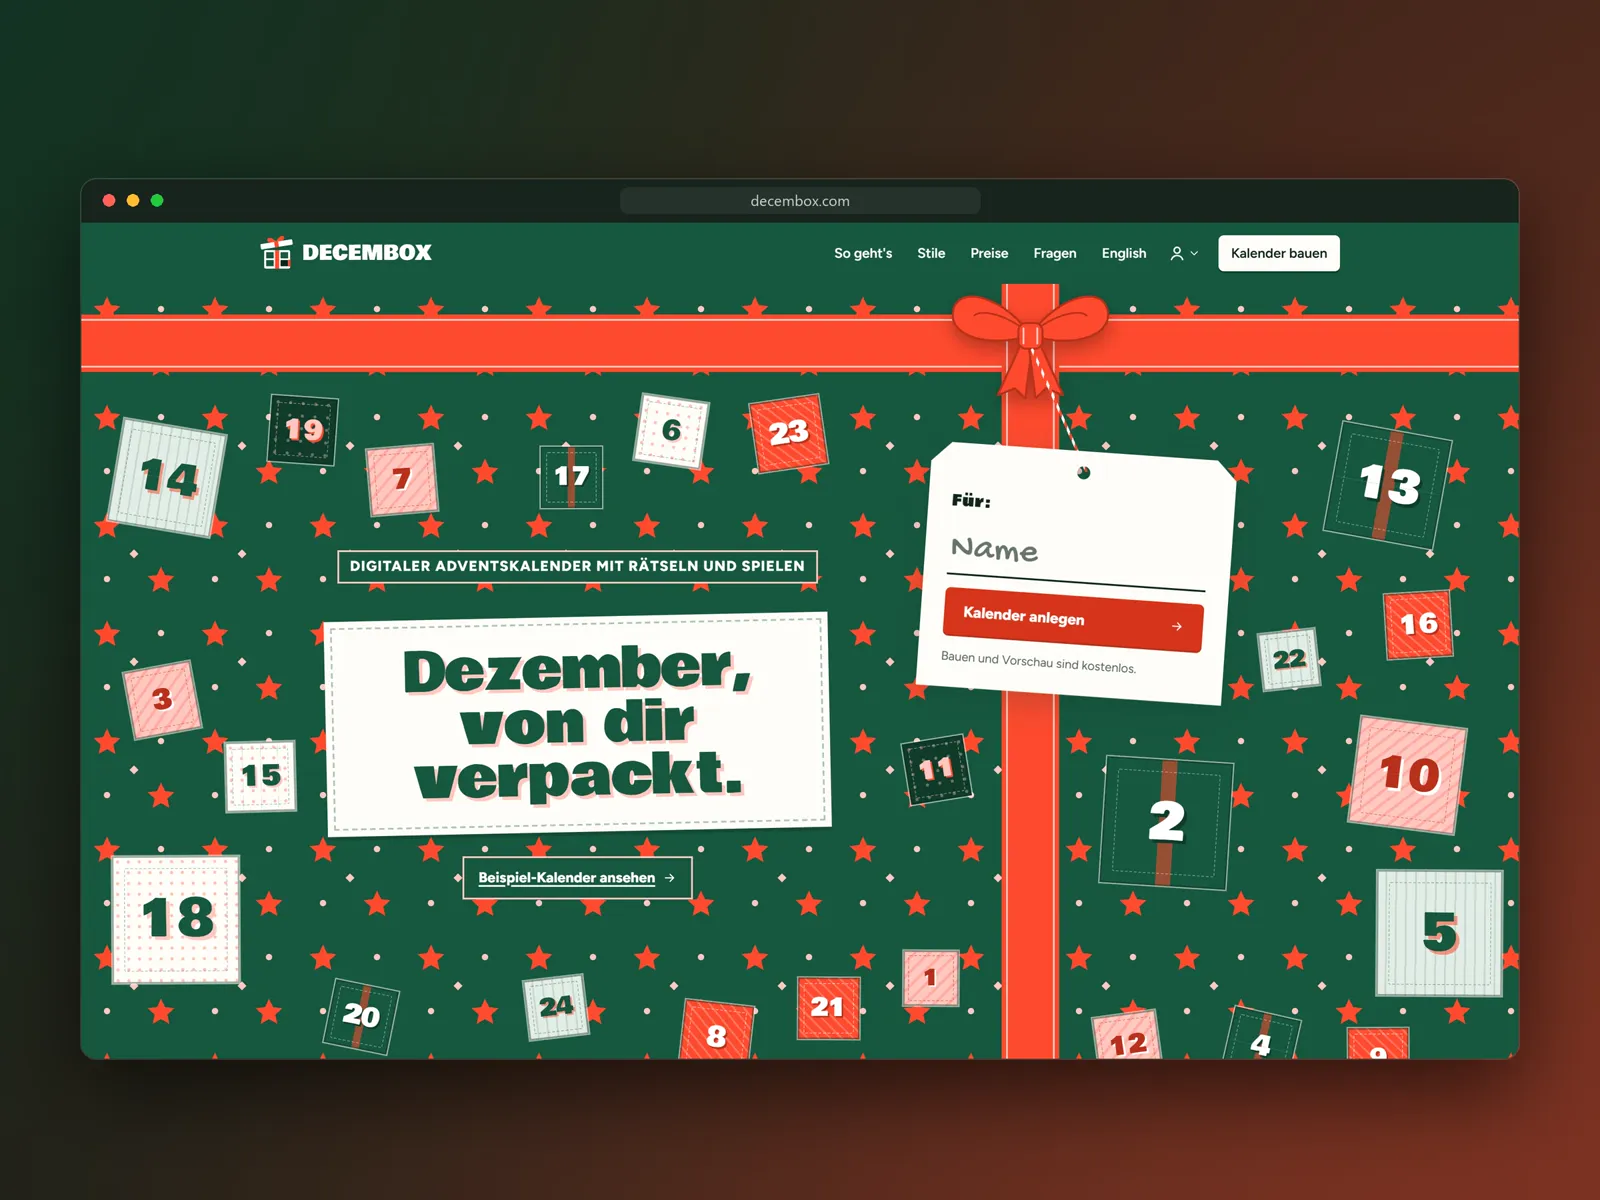 decembox.com
DECEMBOX
So geht's
Stile
Preise
Fragen
English
Kalender bauen
14
19
7
17
6
23
13
Für:
Name
Kalender anlegen →
Bauen und Vorschau sind kostenlos.
DIGITALER ADVENTSKALENDER MIT RÄTSELN UND SPIELEN
Dezember,
von dir
verpackt.
Beispiel-Kalender ansehen →
16
22
3
15
11
10
2
18
5
20
24
8
21
1
12
4
9